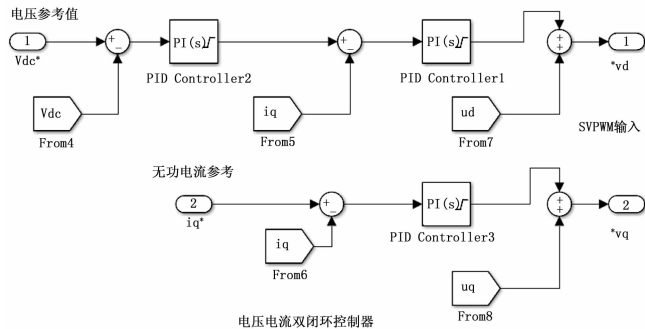 电压参考值
1
Vdc*
+
−
PI(s)
PID Controller2
+
−
PI(s)
PID Controller1
+
+
1
*vd
Vdc
From4
iq
From5
ud
From7
SVPWM输入
无功电流参考
2
iq*
+
−
PI(s)
PID Controller3
+
+
2
*vq
iq
From6
uq
From8
电压电流双闭环控制器